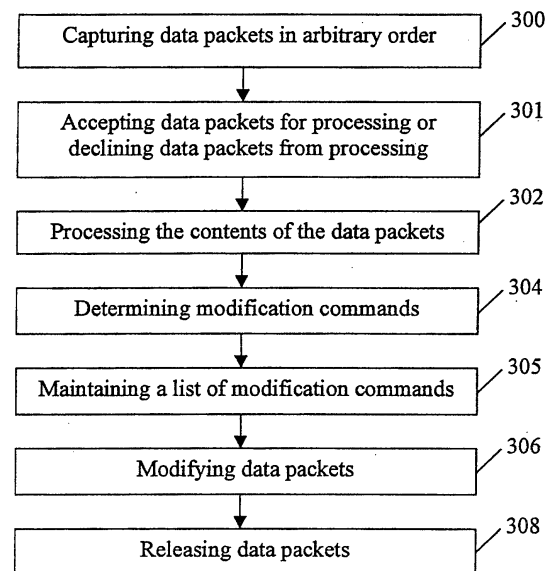 Capturing data packets in arbitrary order
300
Accepting data packets for processing or
declining data packets from processing
301
Processing the contents of the data packets
302
Determining modification commands
304
Maintaining a list of modification commands
305
Modifying data packets
306
Releasing data packets
308